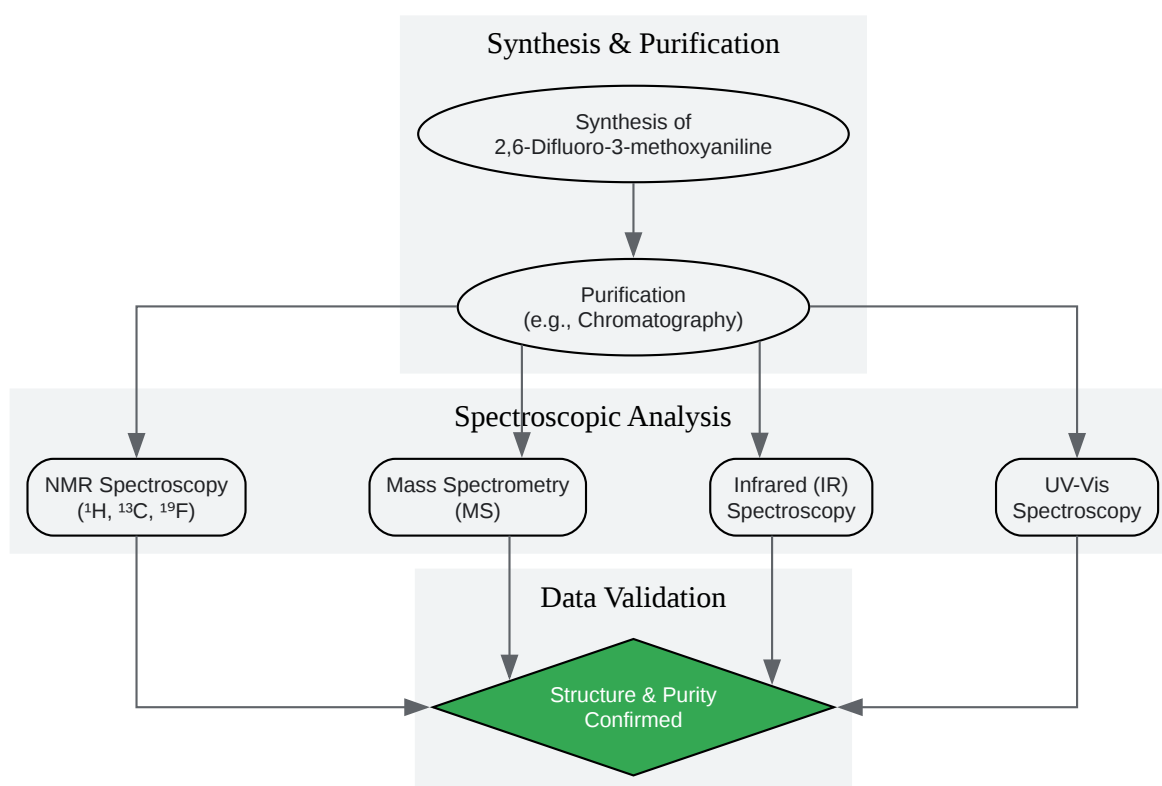 Synthesis & Purification
Synthesis of
2,6-Difluoro-3-methoxyaniline
Purification
(e.g., Chromatography)
Spectroscopic Analysis
NMR Spectroscopy
(¹H, ¹³C, ¹⁹F)
Mass Spectrometry
(MS)
Infrared (IR)
Spectroscopy
UV-Vis
Spectroscopy
Data Validation
Structure & Purity
Confirmed